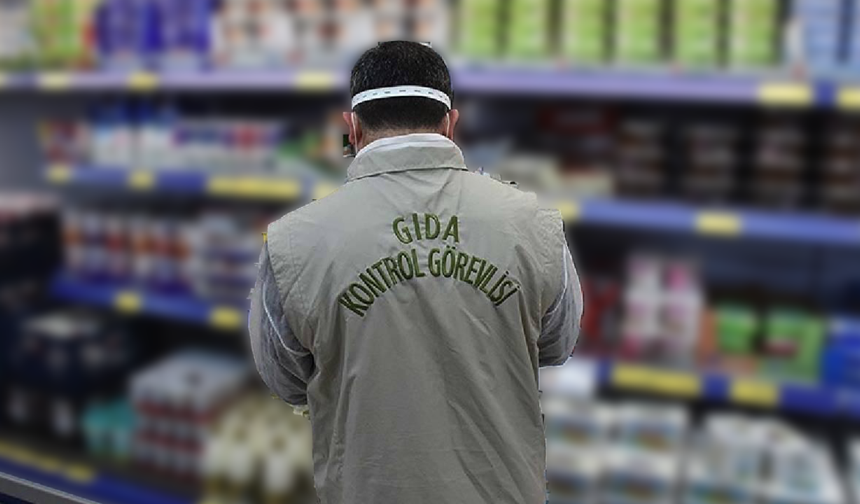 GIDA
KONTROL GÖREVLİSİ